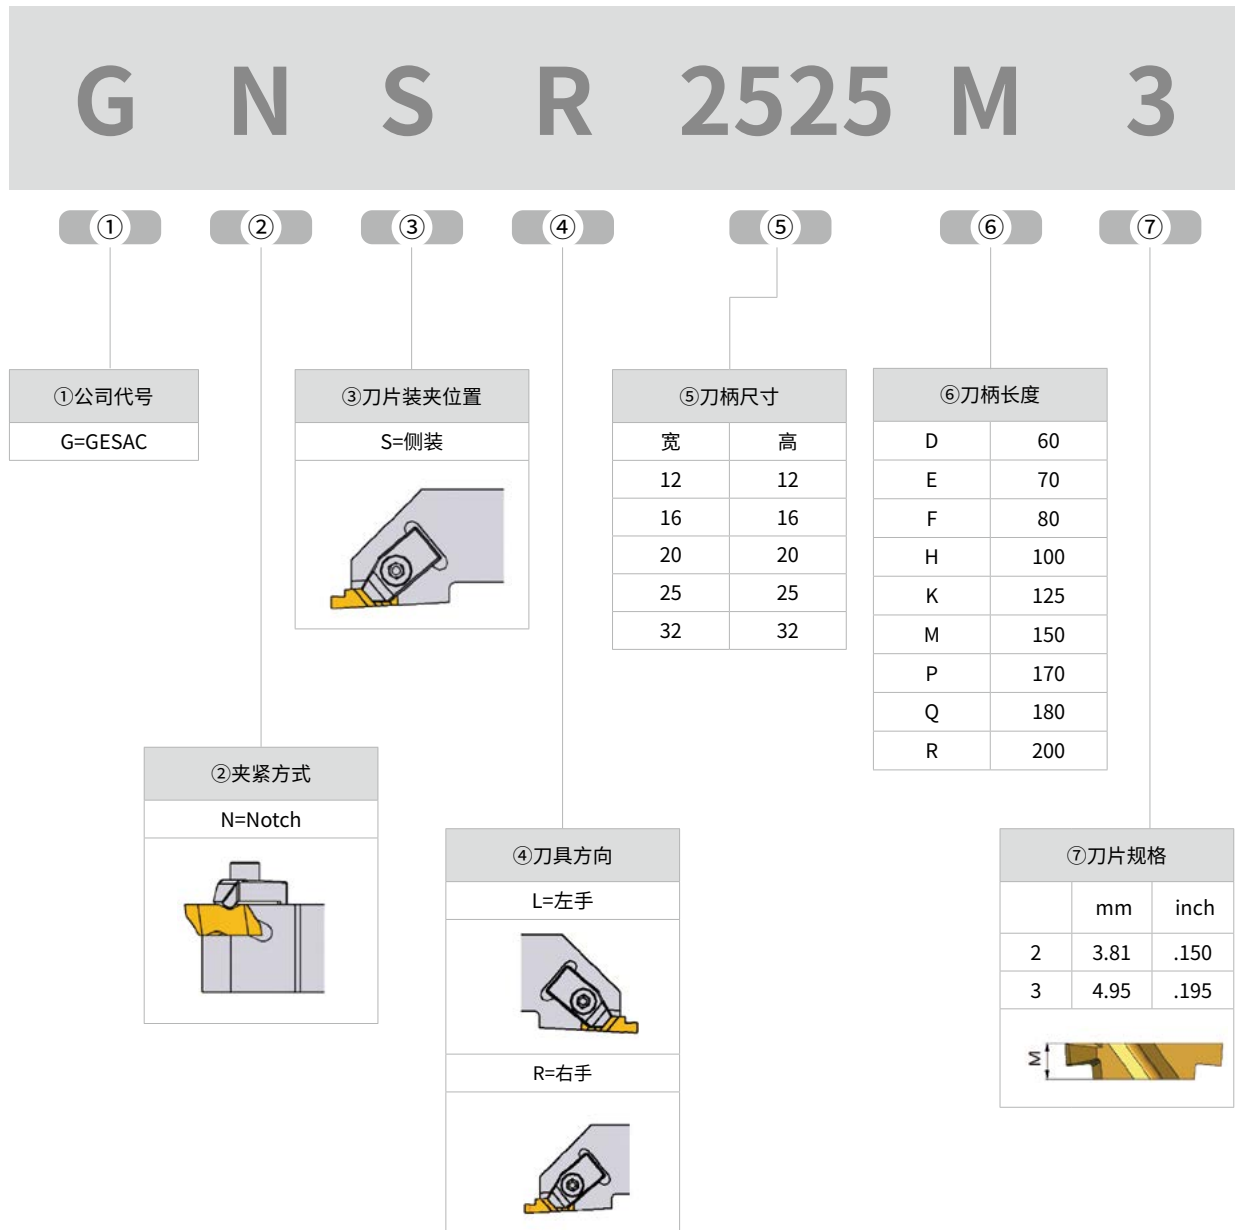 G N S R 2525 M 3
① ② ③ ④ ⑤ ⑥ ⑦
①公司代号
G=GESAC
③刀片装夹位置
S=侧装
⑤刀柄尺寸
宽 高
12 12
16 16
20 20
25 25
32 32
⑥刀柄长度
D 60
E 70
F 80
H 100
K 125
M 150
P 170
Q 180
R 200
②夹紧方式
N=Notch
④刀具方向
L=左手
R=右手
⑦刀片规格
mm inch
2 3.81 .150
3 4.95 .195
M